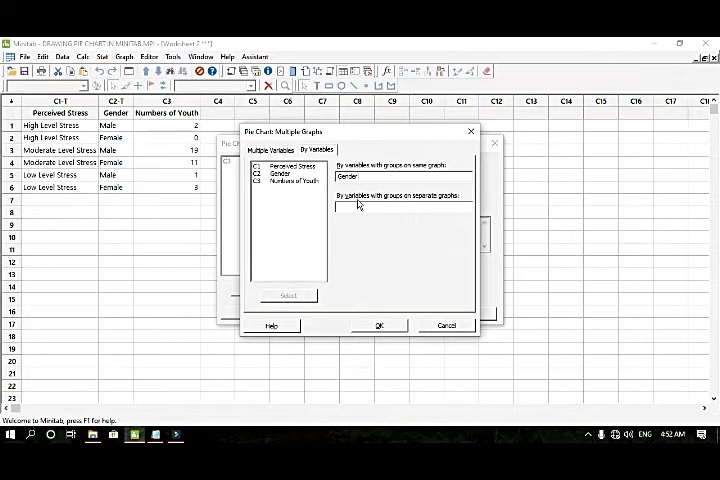 Minitab - DRAWING PIE CHART IN MINITAB.MPJ - [Worksheet 2 ***]
File Edit Data Calc Stat Graph Editor Tools Window Help Assistant
C1-T C2-T C3 C4 C5 C6 C7 C8 C9 C10 C11 C12 C13 C14 C15 C16 C17 C18
Perceived Stress Gender Numbers of Youth
1 High Level Stress Male 2
2 High Level Stress Female 0
3 Moderate Level Stress Male 19
4 Moderate Level Stress Female 11
5 Low Level Stress Male 1
6 Low Level Stress Female 3
7
8
9
10
11
12
13
14
15
16
17
18
19
20
21
22
23
Pie C
C3
Pie Chart: Multiple Graphs
Multiple Variables By Variables
C1 Perceived Stress
C2 Gender
C3 Numbers of Youth
By variables with groups on same graph:
Gender
By variables with groups on separate graphs:
Select
Help OK Cancel
Welcome to Minitab, press F1 for help.
ENG 4:52 AM